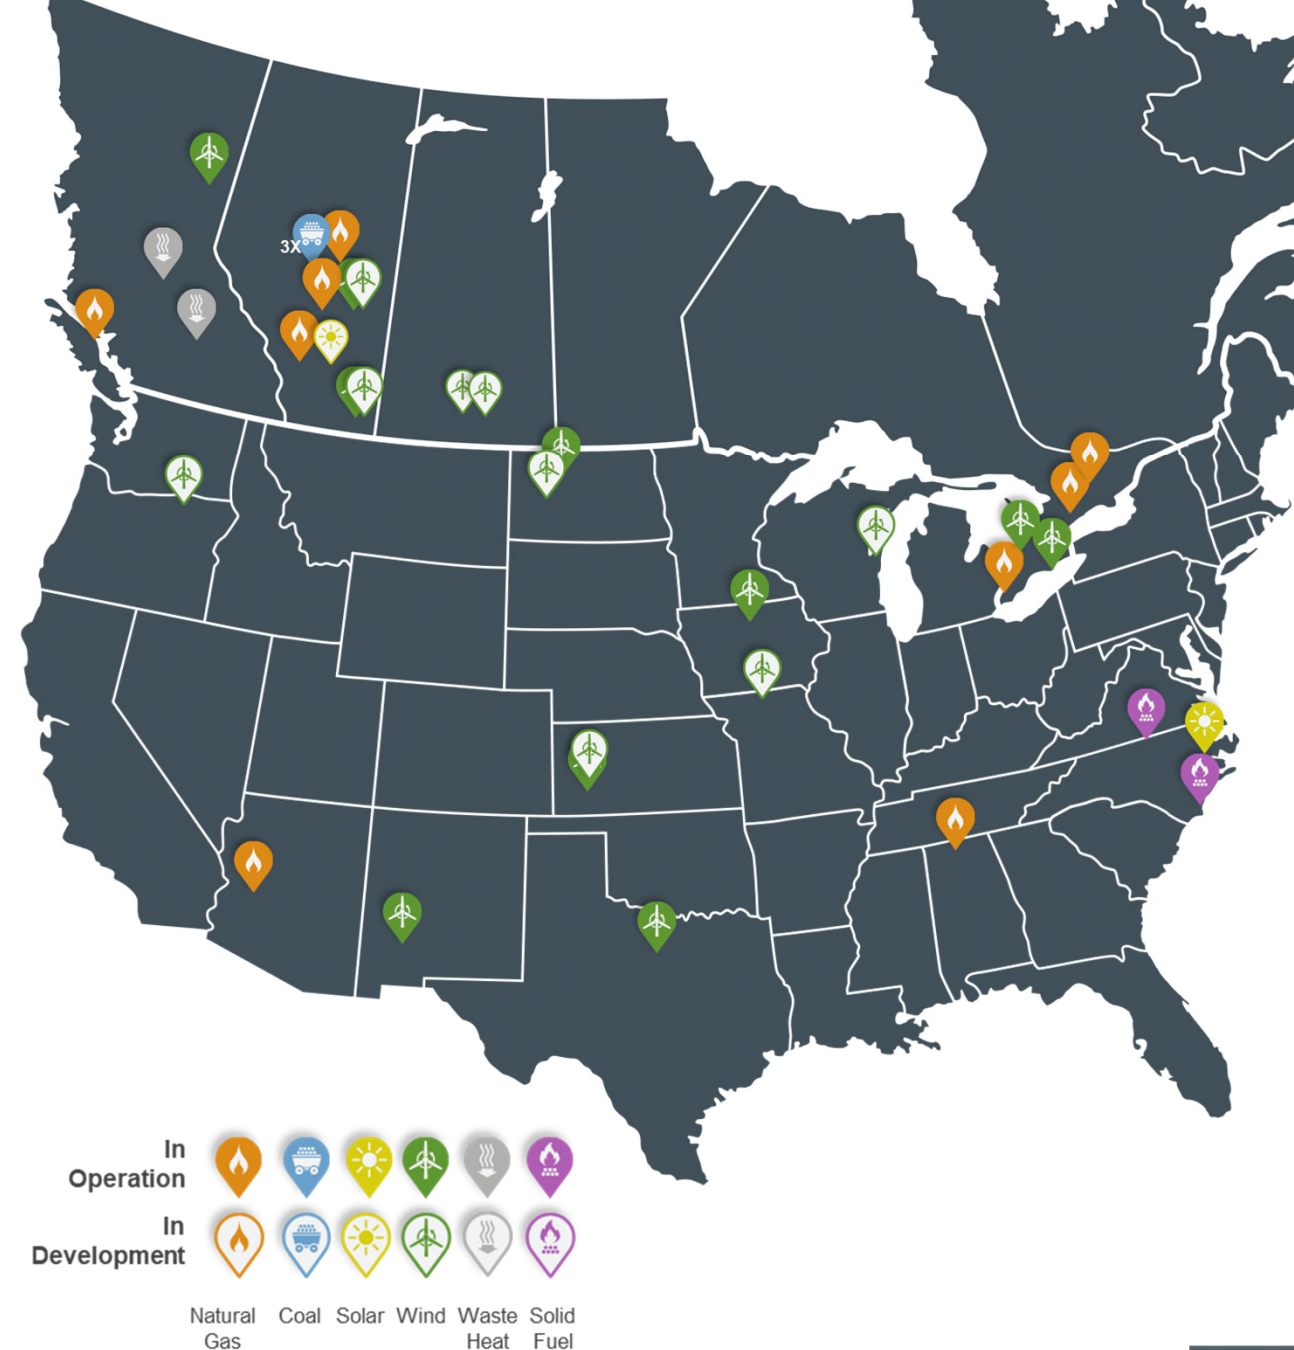 3X
In
Operation
In
Development
Natural
Gas
Coal
Solar
Wind
Waste
Heat
Solid
Fuel